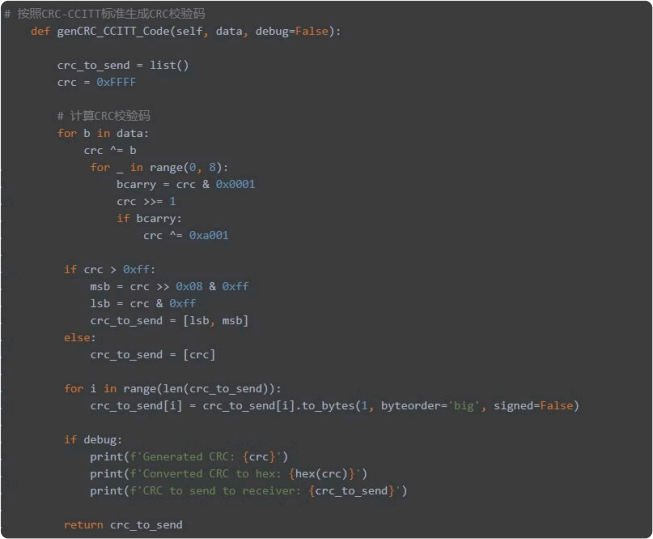 # 按照CRC-CCITT标准生成CRC校验码
def genCRC_CCITT_Code(self, data, debug=False):
crc_to_send = list()
crc = 0xFFFF
# 计算CRC校验码
for b in data:
crc ^= b
for _ in range(0, 8):
bcarry = crc & 0x0001
crc >>= 1
if bcarry:
crc ^= 0xa001
if crc > 0xff:
msb = crc >> 0x08 & 0xff
lsb = crc & 0xff
crc_to_send = [lsb, msb]
else:
crc_to_send = [crc]
for i in range(len(crc_to_send)):
crc_to_send[i] = crc_to_send[i].to_bytes(1, byteorder='big', signed=False)
if debug:
print(f'Generated CRC: {crc}')
print(f'Converted CRC to hex: {hex(crc)}')
print(f'CRC to send to receiver: {crc_to_send}')
return crc_to_send